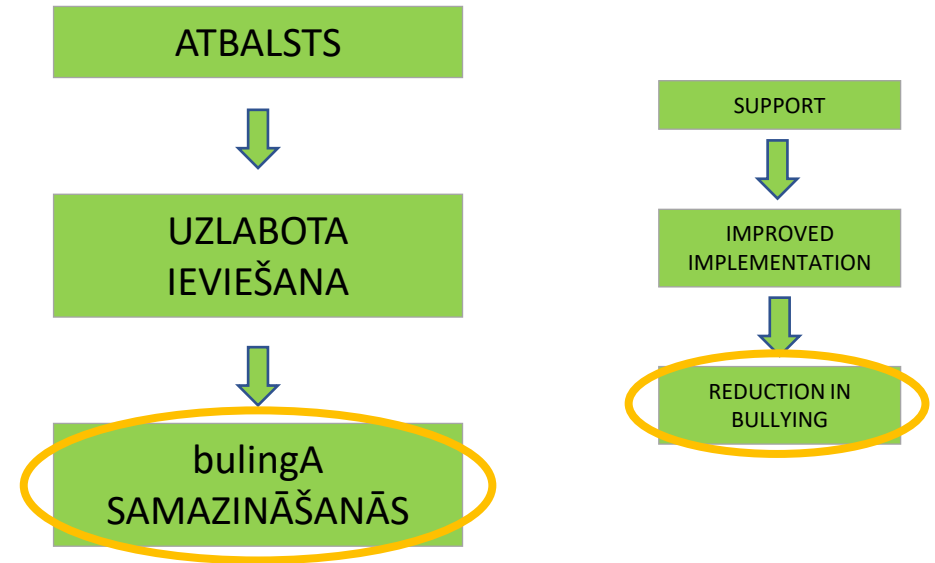 ATBALSTS
UZLABOTA
IEVIEŠANA
bulingA
SAMAZINĀŠANĀS
SUPPORT
IMPROVED
IMPLEMENTATION
REDUCTION IN
BULLYING